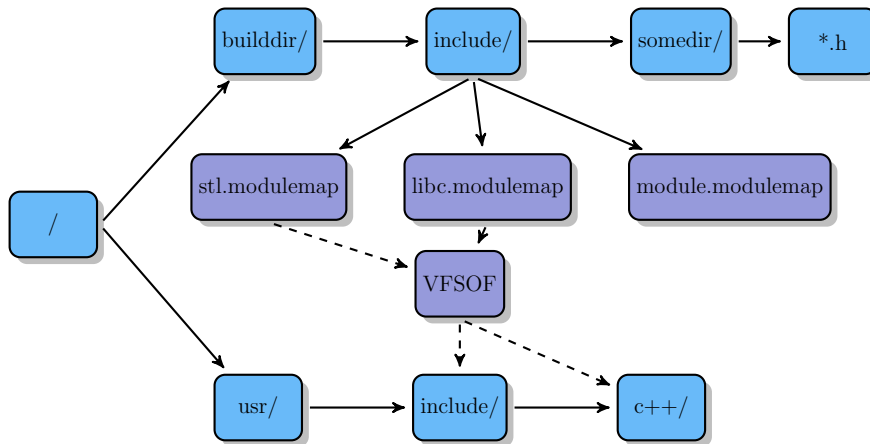 builddir/
include/
somedir/
*.h
stl.modulemap
libc.modulemap
module.modulemap
/
VFSOF
usr/
include/
c++/